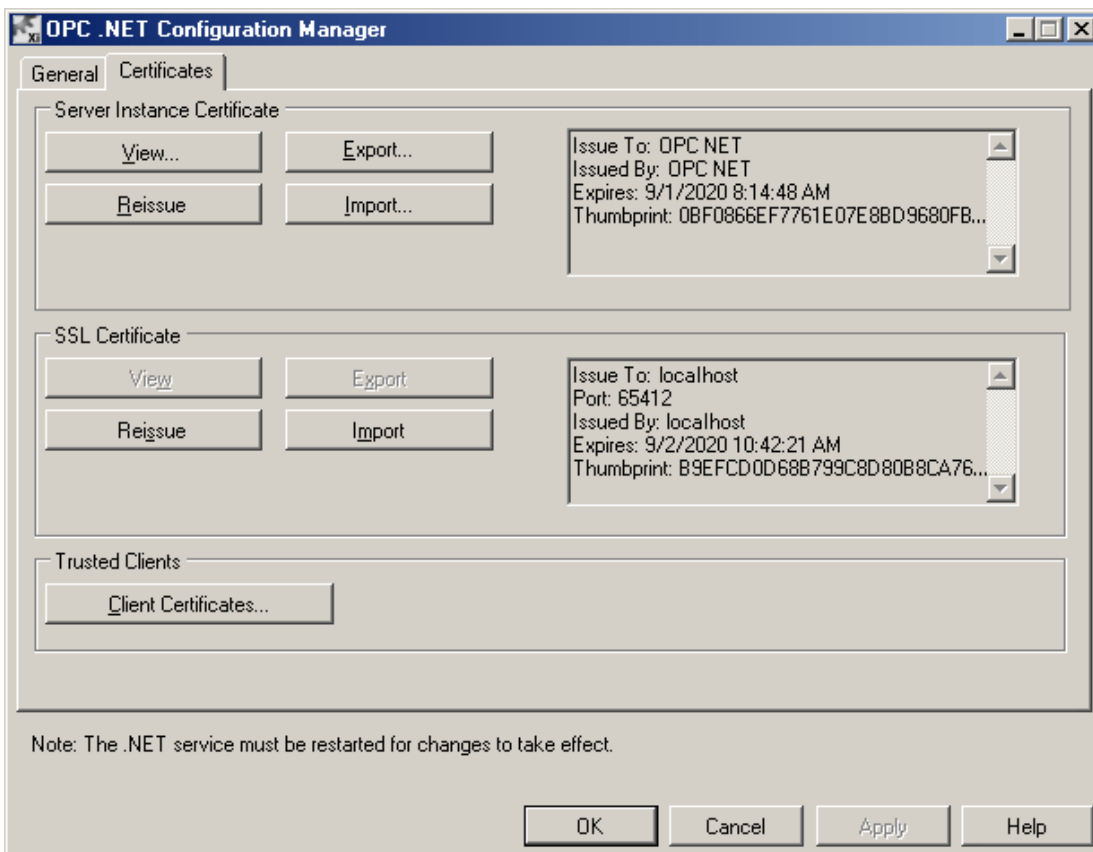 OPC .NET Configuration Manager
General
Certificates
Server Instance Certificate
View...
Export...
Reissue
Import...
Issue To: OPC NET
Issued By: OPC NET
Expires: 9/1/2020 8:14:48 AM
Thumbprint: 0BF0866EF7761E07E8BD9680FB...
SSL Certificate
View
Export
Reissue
Import
Issue To: localhost
Port: 65412
Issued By: localhost
Expires: 9/2/2020 10:42:21 AM
Thumbprint: B9EFCD0D68B799C8D80B8CA76...
Trusted Clients
Client Certificates...
Note: The .NET service must be restarted for changes to take effect.
OK
Cancel
Apply
Help